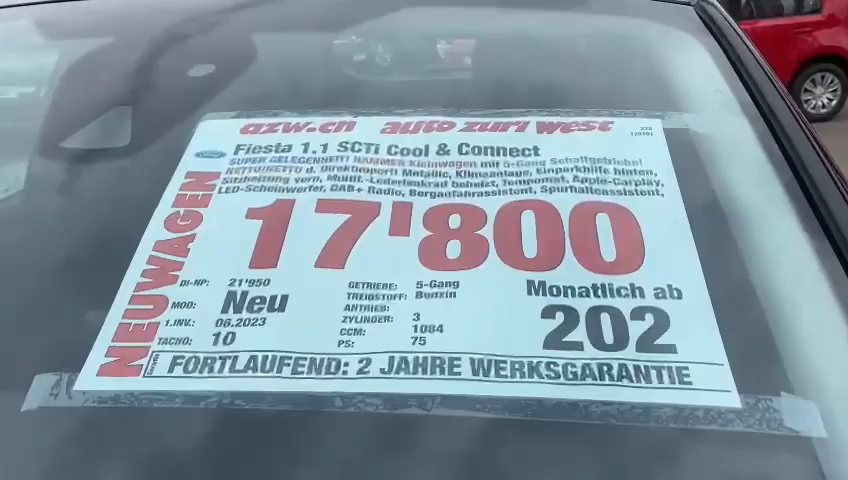 azw.ch auto züri west
Ford
Fiesta 1.1 SCTi Cool & Connect
SUPER GELEGENHEIT! HAMMER Kleinwagen mit 5-Gang Schaltgetriebe!
NETTO/NETTO d. Direktimport! Metallic, Klimaanlage, Einparkhilfe hinten,
Sitzheizung vorn, Multif.-Lederlenkrad beheizt, Tempomat, Apple-Carplay,
LED-Scheinwerfer, DAB+ Radio, Berganfahrassistent, Spurhalteassistent,
NEUWAGEN
17'800
DI-NP: 21'950
MOD: Neu
1.INV.: 06.2023
TACHO: 10
GETRIEBE: 5-Gang
TREIBSTOFF: Benzin
ANTRIEB:
ZYLINDER: 3
CCM: 1084
PS: 75
Monatlich ab
202
FORTLAUFEND: 2 JAHRE WERKSGARANTIE